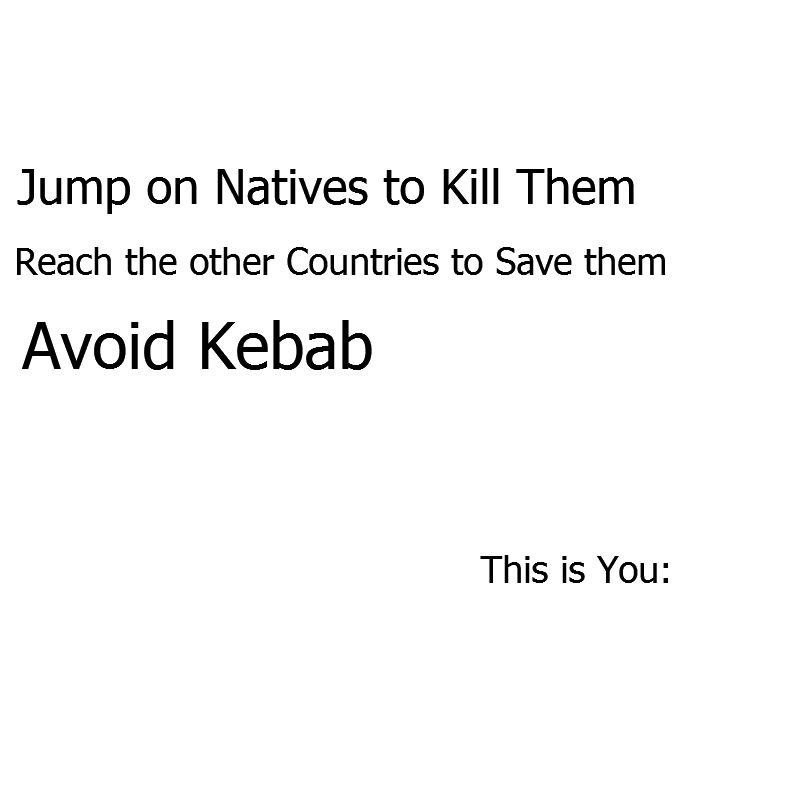 Jump on Natives to Kill Them
Reach the other Countries to Save them
Avoid Kebab
This is You: